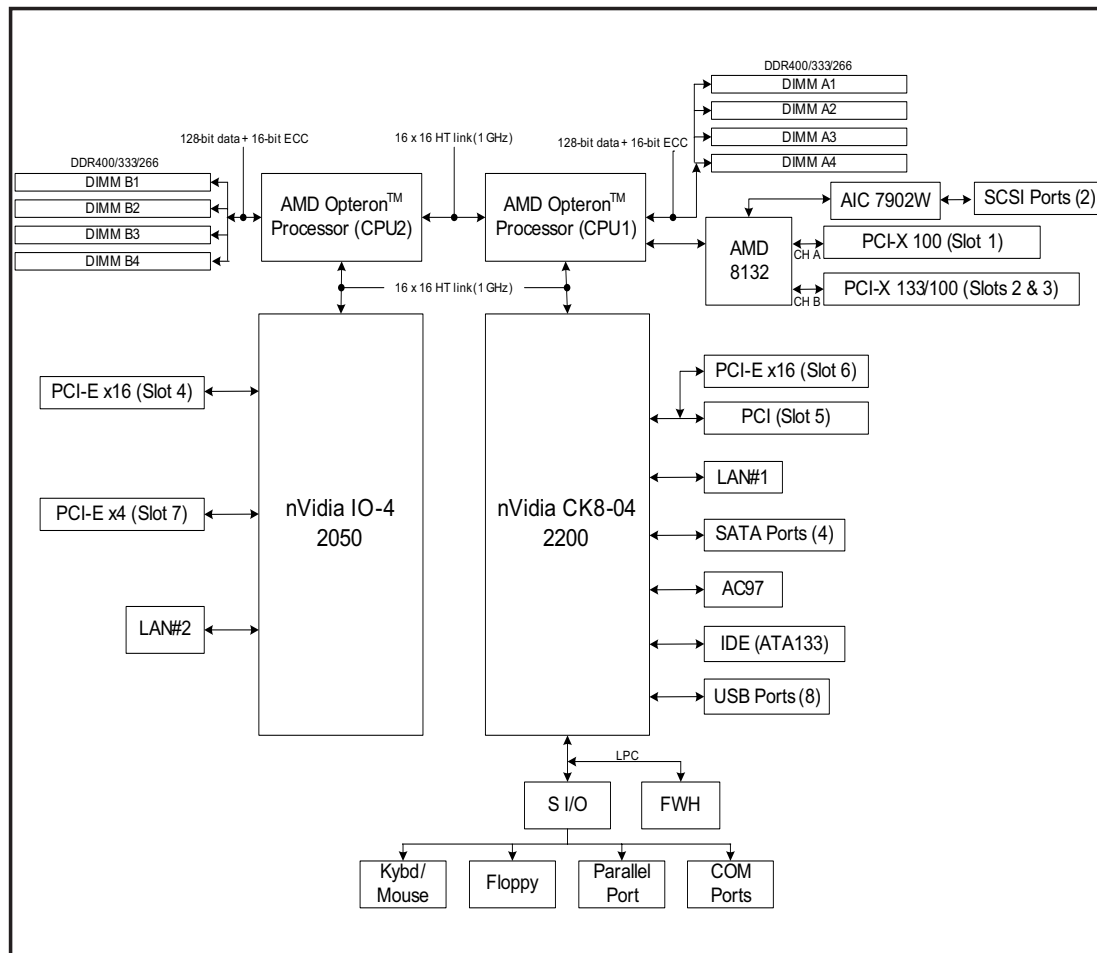 DDR400/333/266
DIMM A1
DIMM A2
DIMM A3
DIMM A4
128-bit data + 16-bit ECC
16 x 16 HT link (1 GHz)
128-bit data + 16-bit ECC
DDR400/333/266
DIMM B1
DIMM B2
DIMM B3
DIMM B4
AMD Opteron™
Processor (CPU2)
AMD Opteron™
Processor (CPU1)
AIC 7902W
SCSI Ports (2)
AMD
8132
CH A
PCI-X 100 (Slot 1)
CH B
PCI-X 133/100 (Slots 2 & 3)
16 x 16 HT link (1 GHz)
PCI-E x16 (Slot 4)
PCI-E x4 (Slot 7)
LAN#2
nVidia IO-4
2050
nVidia CK8-04
2200
PCI-E x16 (Slot 6)
PCI (Slot 5)
LAN#1
SATA Ports (4)
AC97
IDE (ATA133)
USB Ports (8)
LPC
S I/O
FWH
Kybd/
Mouse
Floppy
Parallel
Port
COM
Ports